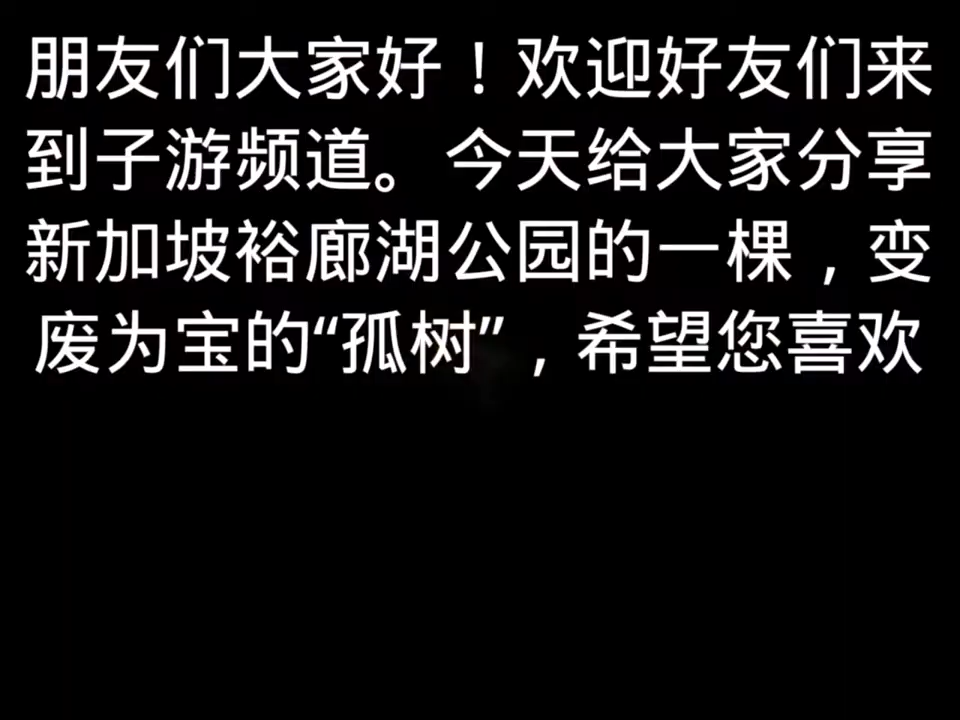 朋友们大家好！欢迎好友们来
到子游频道。 今天给大家分享
新加坡裕廊湖公园的一棵，变
废为宝的“孤树”，希望您喜欢